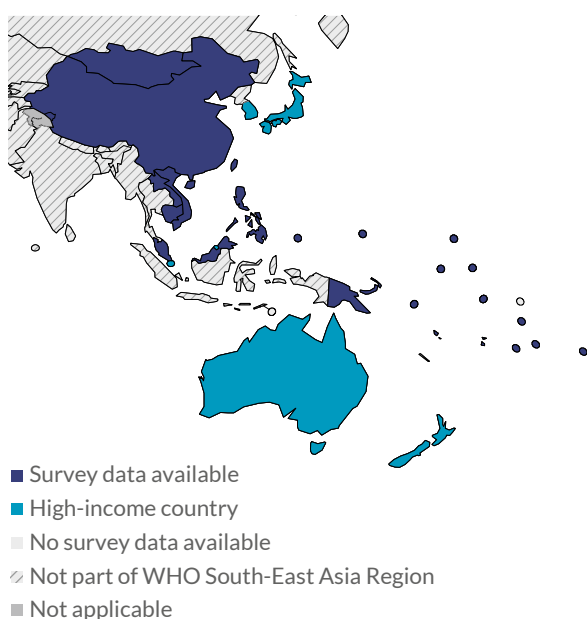 Survey data available
High-income country
No survey data available
Not part of WHO South-East Asia Region
Not applicable